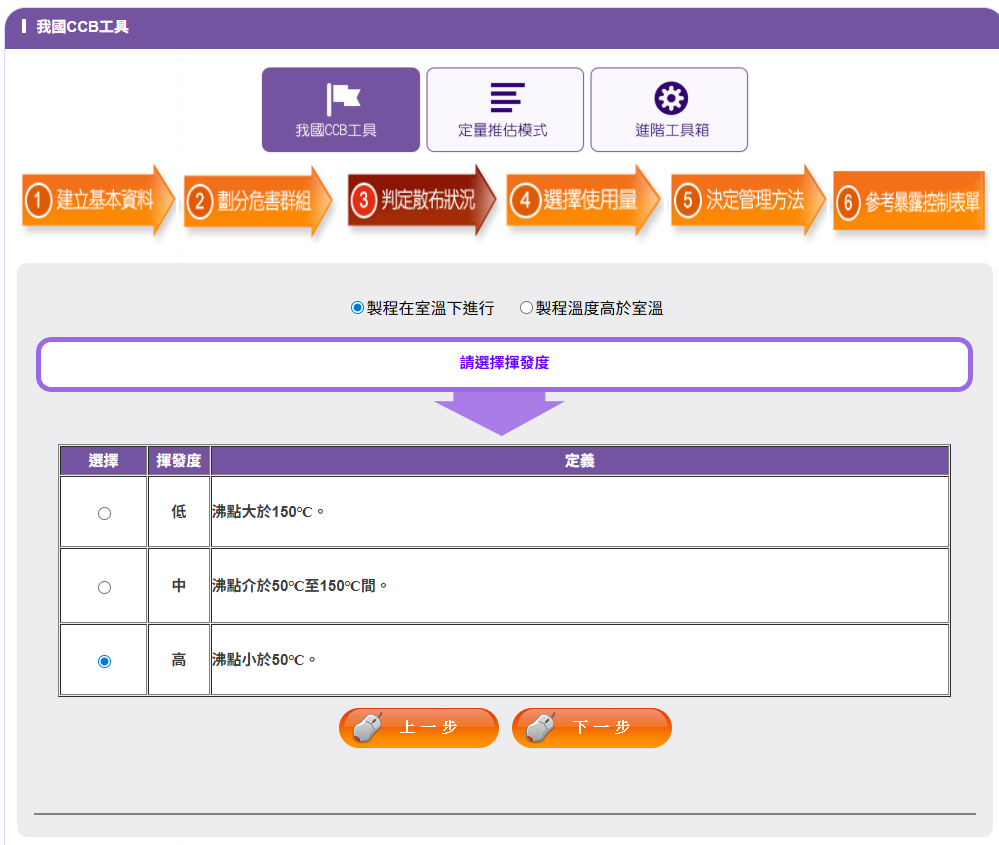 我國CCB工具
我國CCB工具 定量推估模式 進階工具箱
1 建立基本資料 2 劃分危害群組 3 判定散布狀況 4 選擇使用量 5 決定管理方法 6 參考暴露控制表單
製程在室溫下進行 製程溫度高於室溫
請選擇揮發度
選擇 揮發度 定義
低 沸點大於150℃。
中 沸點介於50℃至150℃間。
高 沸點小於50℃。
上一步 下一步